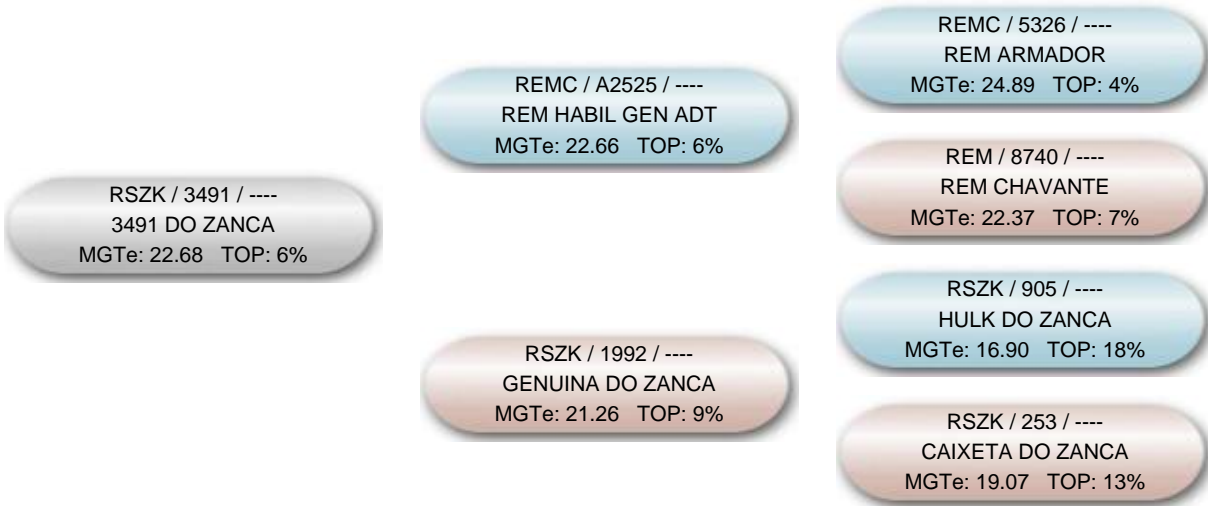 RSZK / 3491 / ----
3491 DO ZANCA
MGTe: 22.68 TOP: 6%
REMC / A2525 / ----
REM HABIL GEN ADT
MGTe: 22.66 TOP: 6%
RSZK / 1992 / ----
GENUINA DO ZANCA
MGTe: 21.26 TOP: 9%
REMC / 5326 / ----
REM ARMADOR
MGTe: 24.89 TOP: 4%
REM / 8740 / ----
REM CHAVANTE
MGTe: 22.37 TOP: 7%
RSZK / 905 / ----
HULK DO ZANCA
MGTe: 16.90 TOP: 18%
RSZK / 253 / ----
CAIXETA DO ZANCA
MGTe: 19.07 TOP: 13%